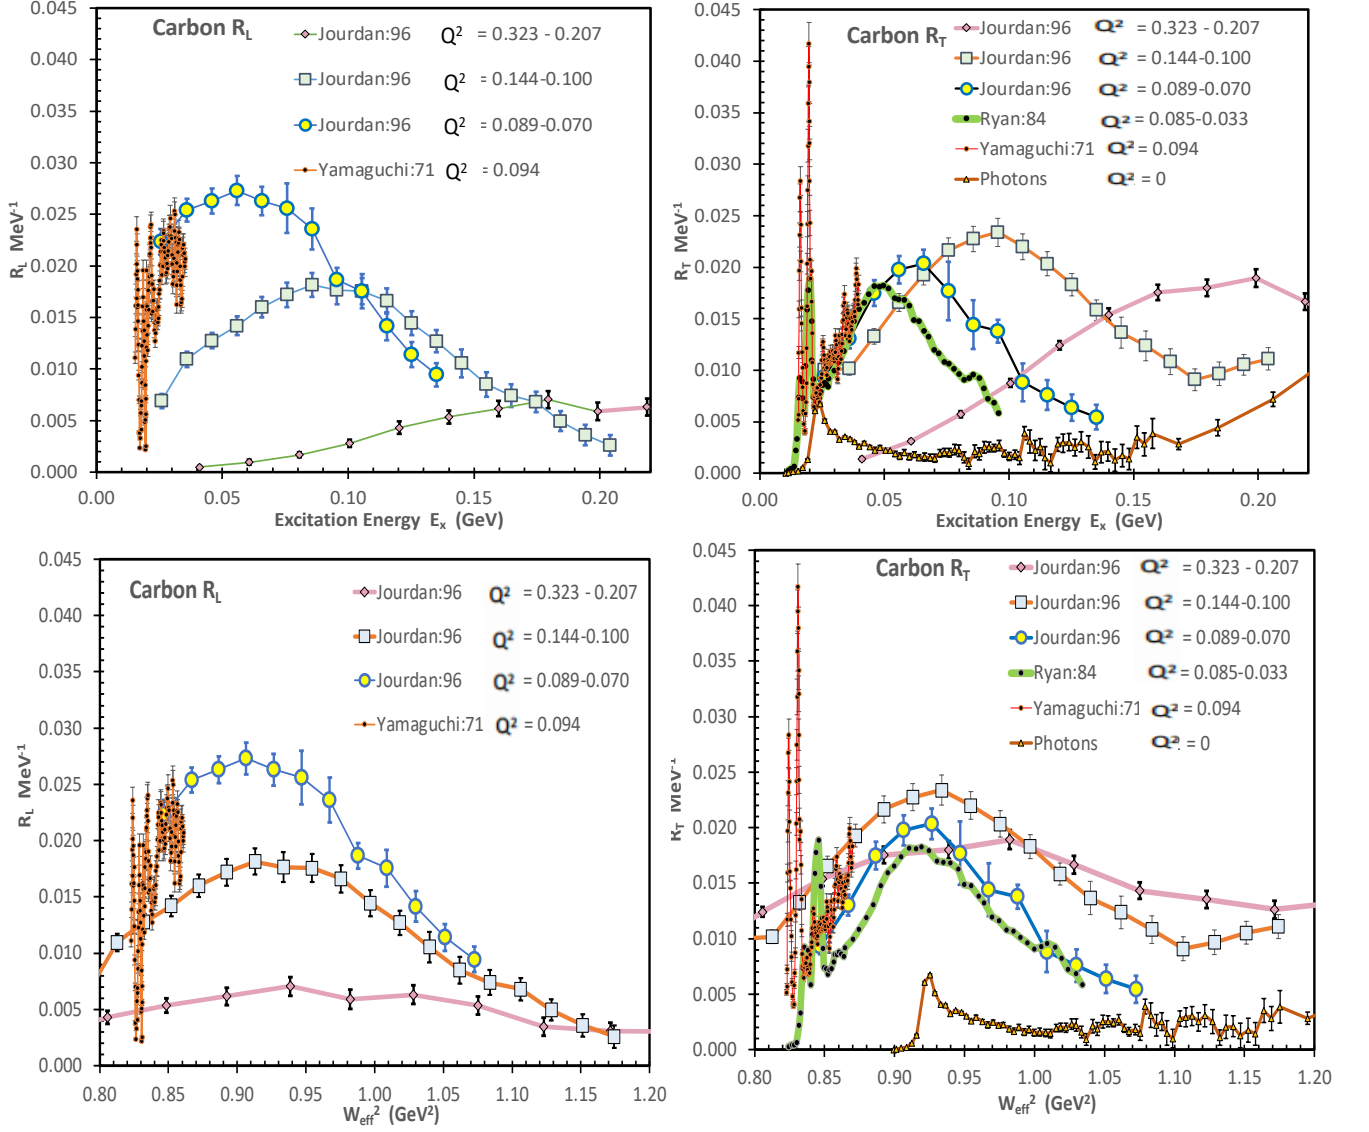 Carbon R_L
Jourdan:96 Q² = 0.323 - 0.207
Jourdan:96 Q² = 0.144-0.100
Jourdan:96 Q² = 0.089-0.070
Yamaguchi:71 Q² = 0.094
R_L MeV⁻¹
0.045
0.040
0.035
0.030
0.025
0.020
0.015
0.010
0.005
0.000
0.00 0.05 0.10 0.15 0.20
Excitation Energy E_x (GeV)
Carbon R_T
Jourdan:96 Q² = 0.323 - 0.207
Jourdan:96 Q² = 0.144-0.100
Jourdan:96 Q² = 0.089-0.070
Ryan:84 Q² = 0.085-0.033
Yamaguchi:71 Q² = 0.094
Photons Q² = 0
R_T MeV⁻¹
0.045
0.040
0.035
0.030
0.025
0.020
0.015
0.010
0.005
0.000
0.00 0.05 0.10 0.15 0.20
Excitation Energy E_x (GeV)
Carbon R_L
Jourdan:96 Q² = 0.323 - 0.207
Jourdan:96 Q² = 0.144-0.100
Jourdan:96 Q² = 0.089-0.070
Yamaguchi:71 Q² = 0.094
R_L MeV⁻¹
0.045
0.040
0.035
0.030
0.025
0.020
0.015
0.010
0.005
0.000
0.80 0.85 0.90 0.95 1.00 1.05 1.10 1.15 1.20
W_eff² (GeV²)
Carbon R_T
Jourdan:96 Q² = 0.323 - 0.207
Jourdan:96 Q² = 0.144-0.100
Jourdan:96 Q² = 0.089-0.070
Ryan:84 Q² = 0.085-0.033
Yamaguchi:71 Q² = 0.094
Photons Q² = 0
R_T MeV⁻¹
0.045
0.040
0.035
0.030
0.025
0.020
0.015
0.010
0.005
0.000
0.80 0.85 0.90 0.95 1.00 1.05 1.10 1.15 1.20
W_eff² (GeV²)